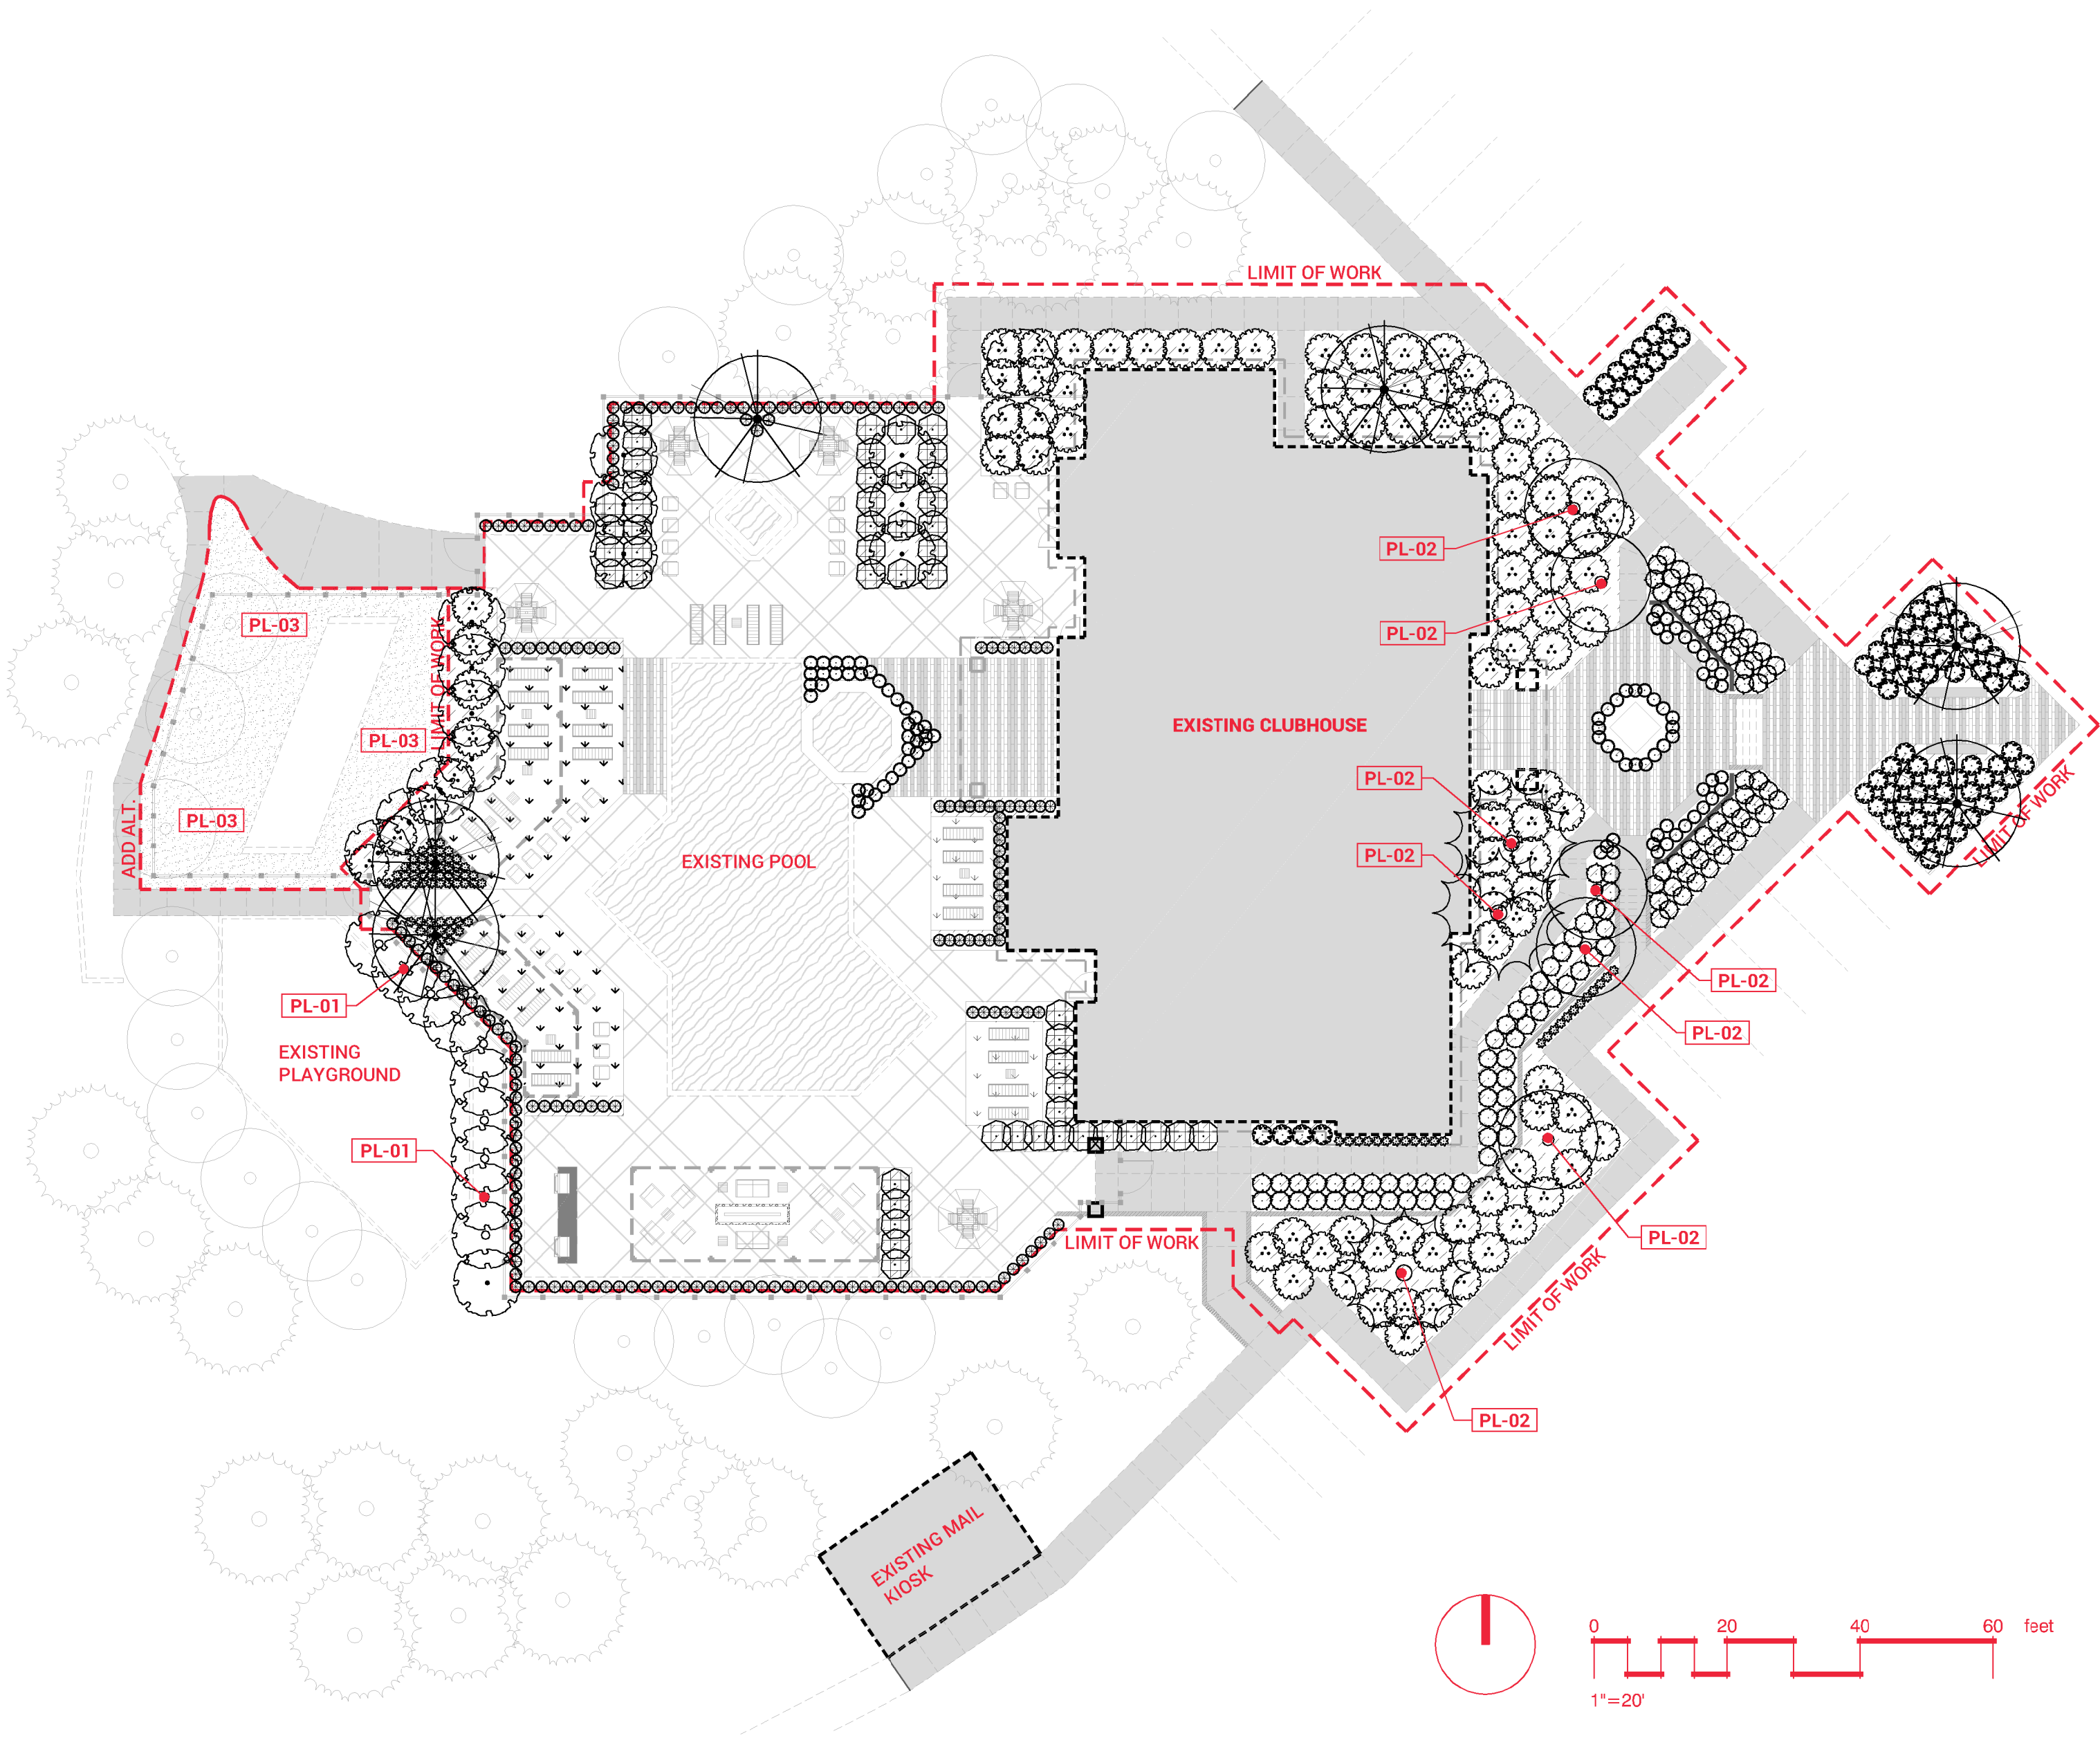 LIMIT OF WORK
PL-02
PL-03
PL-02
LIMIT OF WORK
EXISTING CLUBHOUSE
PL-03
PL-02
LIMIT OF WORK
PL-03
ADD ALT.
EXISTING POOL
PL-02
PL-02
PL-01
PL-02
EXISTING
PLAYGROUND
PL-01
PL-02
LIMIT OF WORK
LIMIT OF WORK
PL-02
EXISTING MAIL
KIOSK
0 20 40 60 feet
1"=20'